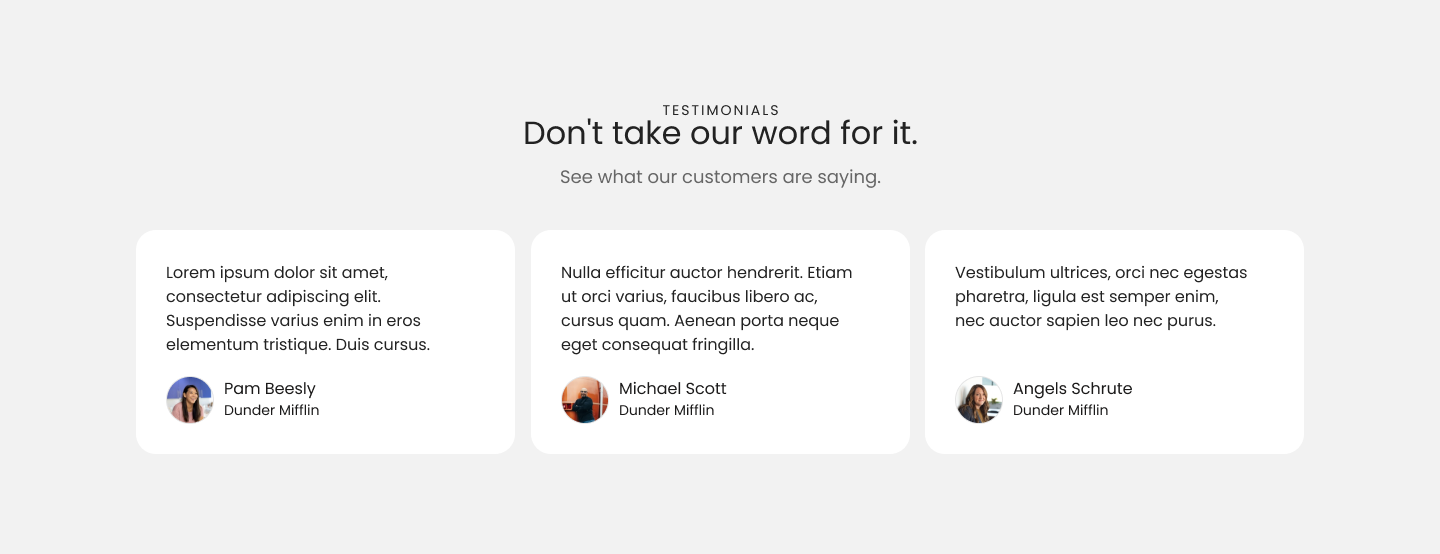 TESTIMONIALS
Don't take our word for it.
See what our customers are saying.
Lorem ipsum dolor sit amet,
consectetur adipiscing elit.
Suspendisse varius enim in eros
elementum tristique. Duis cursus.
Pam Beesly
Dunder Mifflin
Nulla efficitur auctor hendrerit. Etiam
ut orci varius, faucibus libero ac,
cursus quam. Aenean porta neque
eget consequat fringilla.
Michael Scott
Dunder Mifflin
Vestibulum ultrices, orci nec egestas
pharetra, ligula est semper enim,
nec auctor sapien leo nec purus.
Angels Schrute
Dunder Mifflin